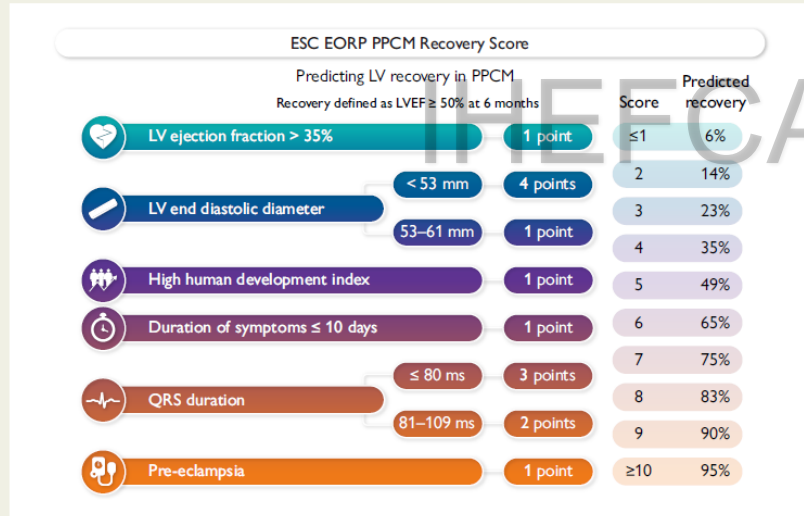 ESC EORP PPCM Recovery Score
Predicting LV recovery in PPCM
Recovery defined as LVEF ≥ 50% at 6 months
Score Predicted recovery
LV ejection fraction > 35% 1 point
LV end diastolic diameter
< 53 mm 4 points
53–61 mm 1 point
High human development index 1 point
Duration of symptoms ≤ 10 days 1 point
QRS duration
≤ 80 ms 3 points
81–109 ms 2 points
Pre-eclampsia 1 point
≤1 6%
2 14%
3 23%
4 35%
5 49%
6 65%
7 75%
8 83%
9 90%
≥10 95%
IHEFCA